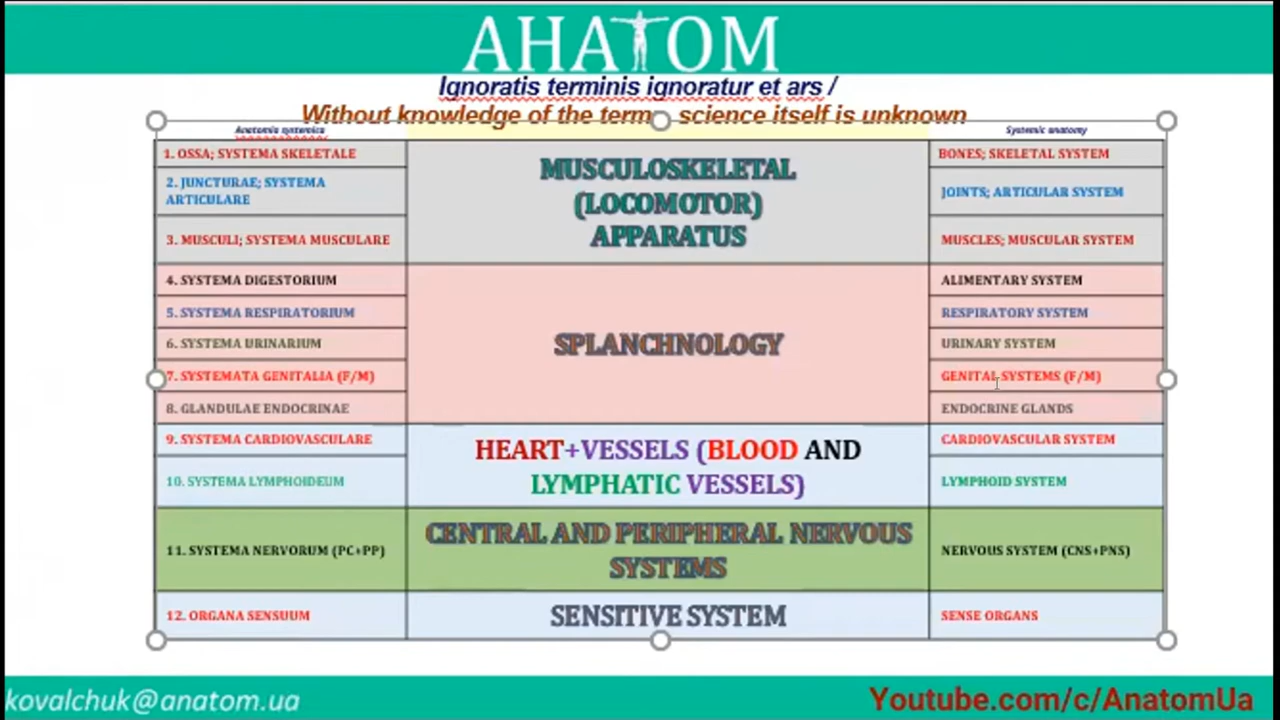 АНАТОМ
Ignoratis terminis ignoratur et ars /
Without knowledge of the term science itself is unknown
Anatomia systemica
Systemic anatomy
1. OSSA; SYSTEMA SKELETALE
MUSCULOSKELETAL
(LOCOMOTOR)
APPARATUS
BONES; SKELETAL SYSTEM
2. JUNCTURAE; SYSTEMA
ARTICULARE
JOINTS; ARTICULAR SYSTEM
3. MUSCULI; SYSTEMA MUSCULARE
MUSCLES; MUSCULAR SYSTEM
4. SYSTEMA DIGESTORIUM
SPLANCHNOLOGY
ALIMENTARY SYSTEM
5. SYSTEMA RESPIRATORIUM
RESPIRATORY SYSTEM
6. SYSTEMA URINARIUM
URINARY SYSTEM
7. SYSTEMATA GENITALIA (F/M)
GENITAL SYSTEMS (F/M)
8. GLANDULAE ENDOCRINAE
ENDOCRINE GLANDS
9. SYSTEMA CARDIOVASCULARE
HEART+VESSELS (BLOOD AND
LYMPHATIC VESSELS)
CARDIOVASCULAR SYSTEM
10. SYSTEMA LYMPHOIDEUM
LYMPHOID SYSTEM
11. SYSTEMA NERVORUM (PC+PP)
CENTRAL AND PERIPHERAL NERVOUS
SYSTEMS
NERVOUS SYSTEM (CNS+PNS)
12. ORGANA SENSUUM
SENSITIVE SYSTEM
SENSE ORGANS
kovalchuk@anatom.ua
Youtube.com/c/AnatomUa